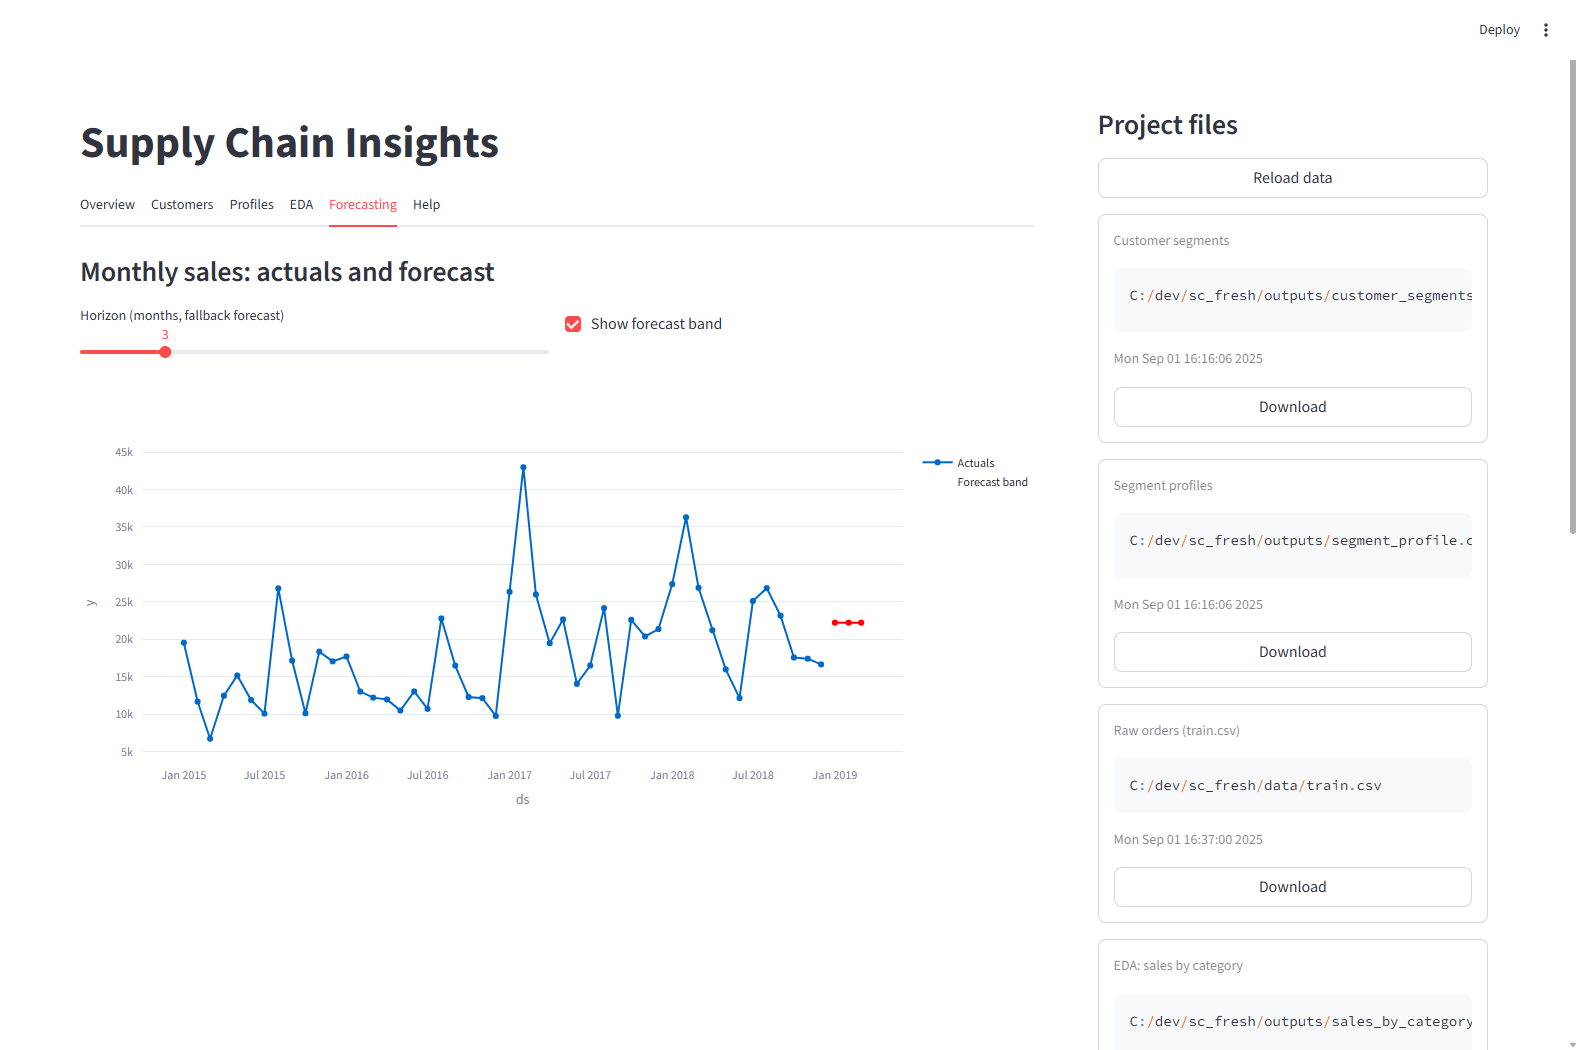 Deploy
Supply Chain Insights
Overview Customers Profiles EDA Forecasting Help
Monthly sales: actuals and forecast
Horizon (months, fallback forecast)
3
Show forecast band
45k
40k
35k
30k
25k
20k
15k
10k
5k
y
Jan 2015 Jul 2015 Jan 2016 Jul 2016 Jan 2017 Jul 2017 Jan 2018 Jul 2018 Jan 2019
ds
Actuals
Forecast band
Project files
Reload data
Customer segments
C:/dev/sc_fresh/outputs/customer_segments
Mon Sep 01 16:16:06 2025
Download
Segment profiles
C:/dev/sc_fresh/outputs/segment_profile.c
Mon Sep 01 16:16:06 2025
Download
Raw orders (train.csv)
C:/dev/sc_fresh/data/train.csv
Mon Sep 01 16:37:00 2025
Download
EDA: sales by category
C:/dev/sc_fresh/outputs/sales_by_category